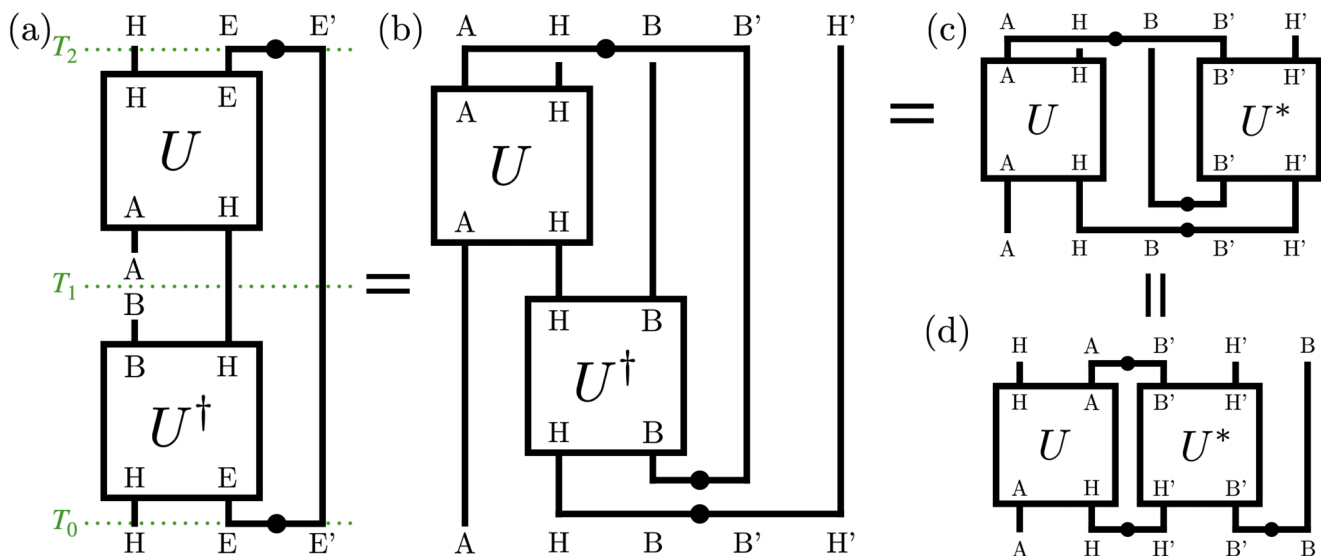 (a)
H E E'
T₂
H E
U
A H
A
T₁
B
B H
U†
H E
T₀
H E E'
=
(b)
A H B B' H'
A H
U
A H
H B
U†
H B
A H B B' H'
=
(c)
A H B B' H'
A H B' H'
U U*
A H B' H'
A H B B' H'
=
(d)
H A B' H' B
H A B' H'
U U*
A H H' B'
A H H' B' B